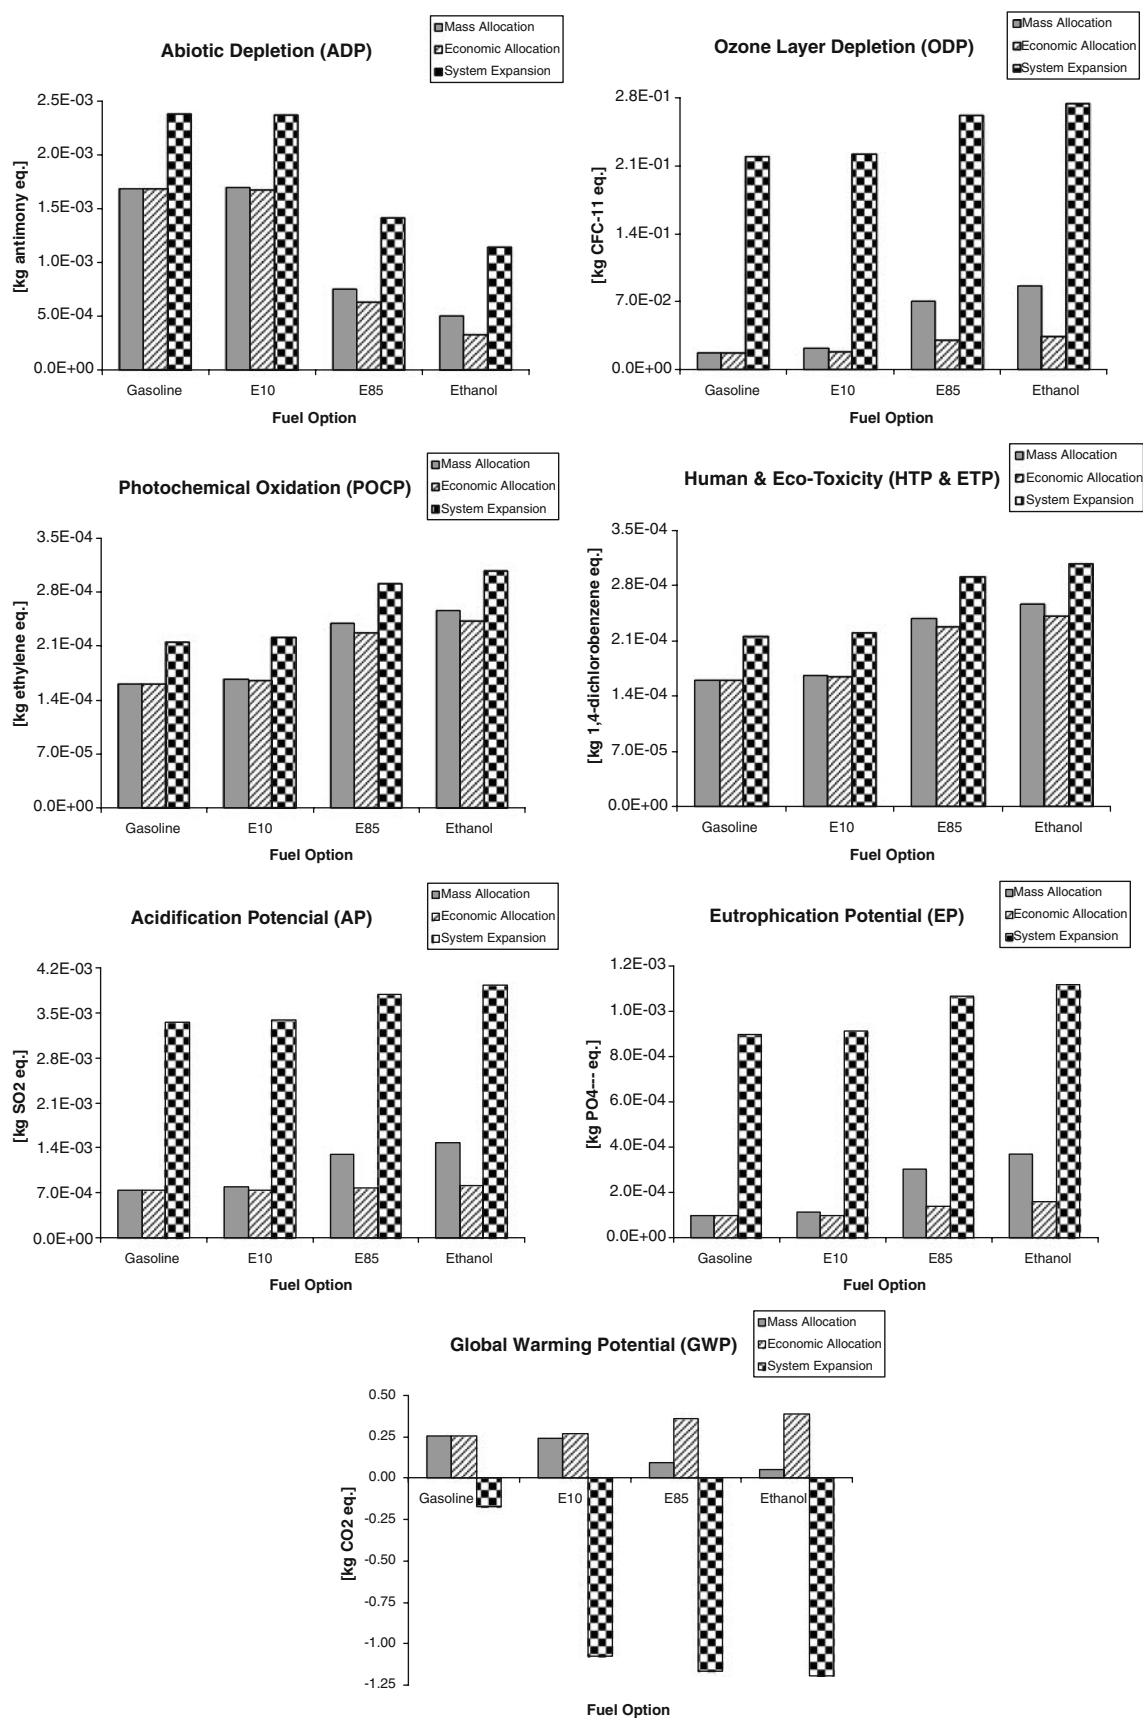 Abiotic Depletion (ADP)
Mass Allocation
Economic Allocation
System Expansion
[kg antimony eq.]
2.5E-03
2.0E-03
1.5E-03
1.0E-03
5.0E-04
0.0E+00
Gasoline E10 E85 Ethanol
Fuel Option
Ozone Layer Depletion (ODP)
Mass Allocation
Economic Allocation
System Expansion
[kg CFC-11 eq.]
2.8E-01
2.1E-01
1.4E-01
7.0E-02
0.0E+00
Gasoline E10 E85 Ethanol
Fuel Option
Photochemical Oxidation (POCP)
Mass Allocation
Economic Allocation
System Expansion
[kg ethylene eq.]
3.5E-04
2.8E-04
2.1E-04
1.4E-04
7.0E-05
0.0E+00
Gasoline E10 E85 Ethanol
Fuel Option
Human & Eco-Toxicity (HTP & ETP)
Mass Allocation
Economic Allocation
System Expansion
[kg 1,4-dichlorobenzene eq.]
3.5E-04
2.8E-04
2.1E-04
1.4E-04
7.0E-05
0.0E+00
Gasoline E10 E85 Ethanol
Fuel Option
Acidification Potencial (AP)
Mass Allocation
Economic Allocation
System Expansion
[kg SO2 eq.]
4.2E-03
3.5E-03
2.8E-03
2.1E-03
1.4E-03
7.0E-04
0.0E+00
Gasoline E10 E85 Ethanol
Fuel Option
Eutrophication Potential (EP)
Mass Allocation
Economic Allocation
System Expansion
[kg PO4--- eq.]
1.2E-03
1.0E-03
8.0E-04
6.0E-04
4.0E-04
2.0E-04
0.0E+00
Gasoline E10 E85 Ethanol
Fuel Option
Global Warming Potential (GWP)
Mass Allocation
Economic Allocation
System Expansion
[kg CO2 eq.]
0.50
0.25
0.00
-0.25
-0.50
-0.75
-1.00
-1.25
Gasoline E10 E85 Ethanol
Fuel Option